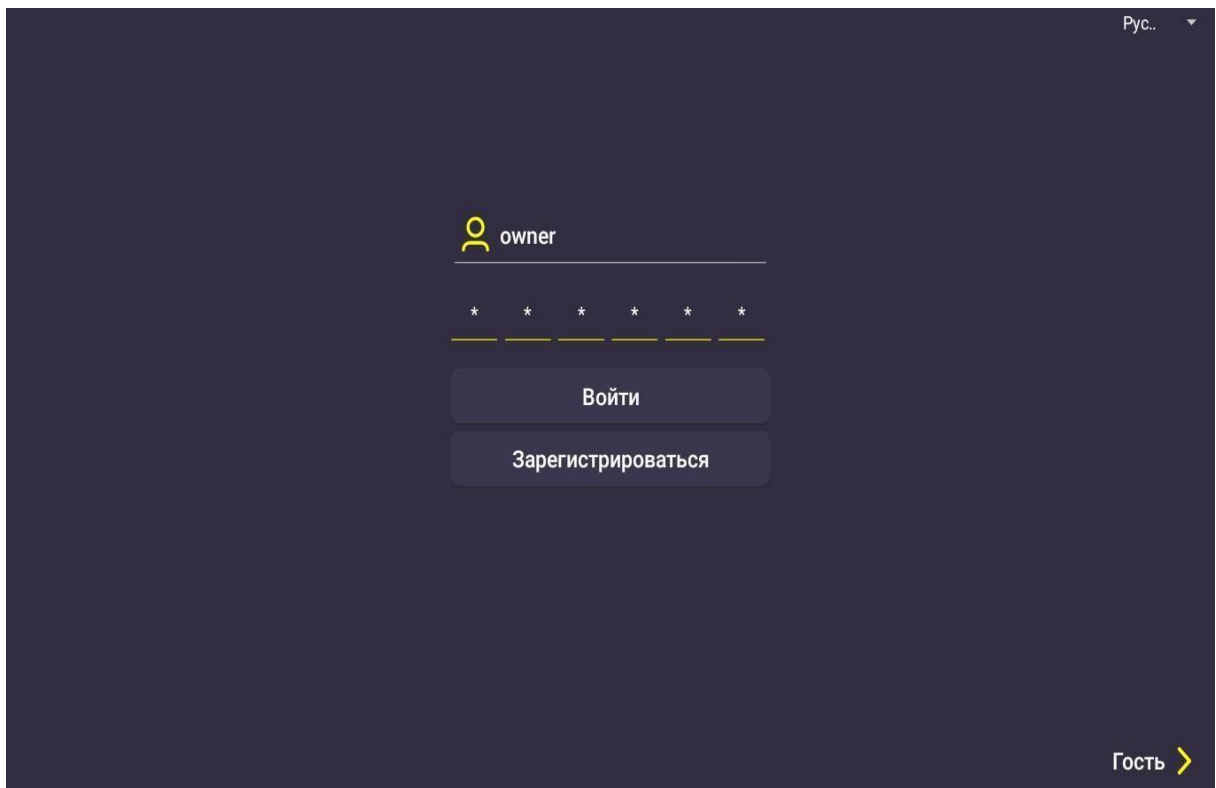 Рус..
owner
* * * * * *
Войти
Зарегистрироваться
Гость